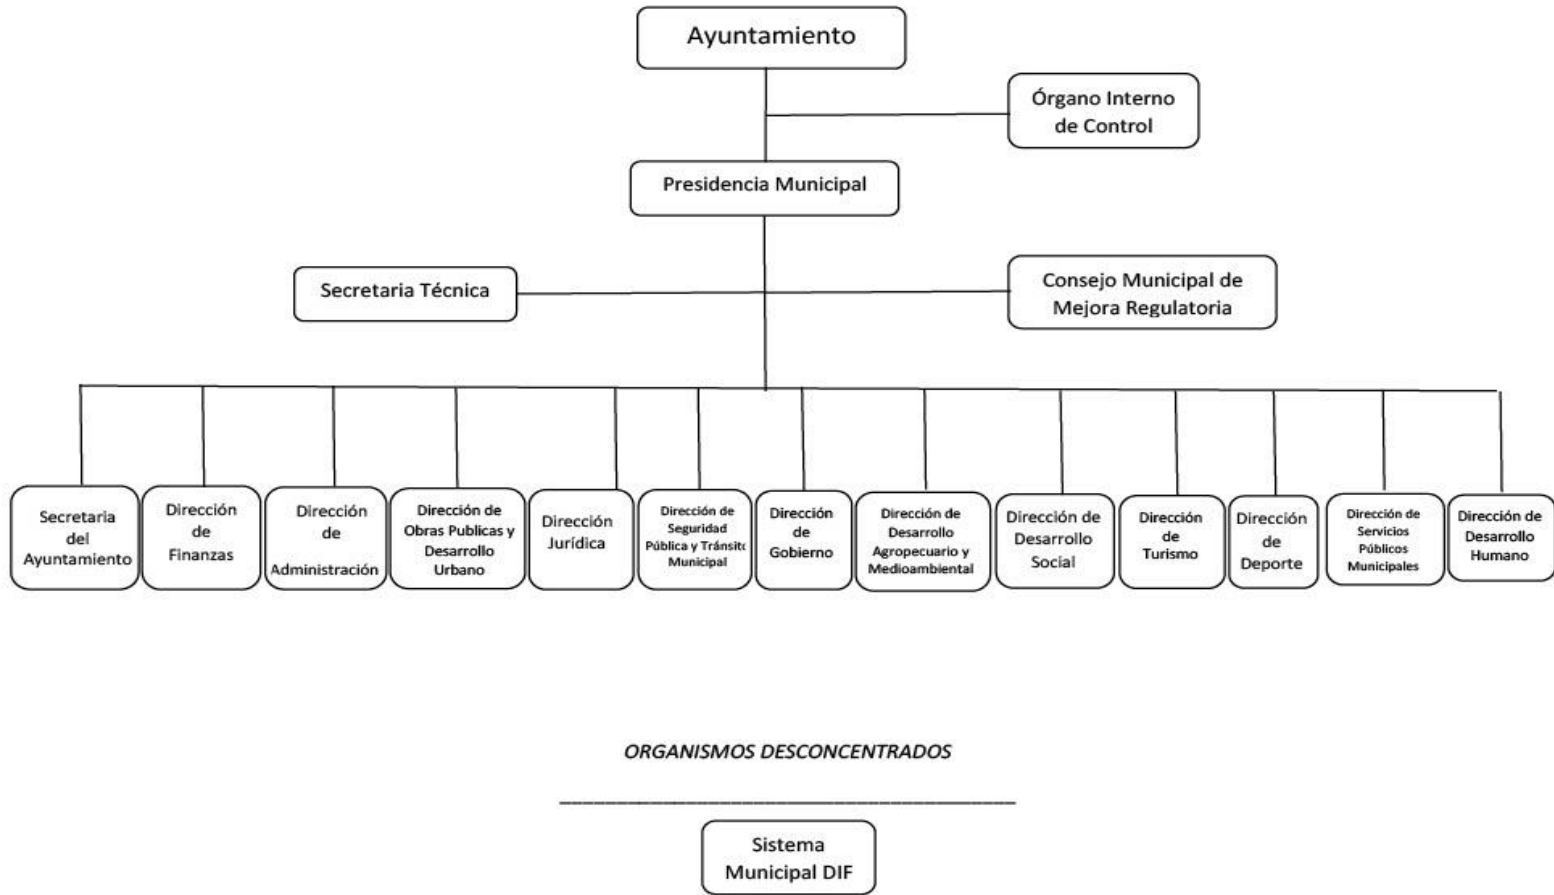 Ayuntamiento
Órgano Interno
de Control
Presidencia Municipal
Secretaria Técnica
Consejo Municipal de
Mejora Regulatoria
Secretaria
del
Ayuntamiento
Dirección
de
Finanzas
Dirección
de
Administración
Dirección de
Obras Publicas y
Desarrollo
Urbano
Dirección
Jurídica
Dirección de
Seguridad
Pública y Tránsito
Municipal
Dirección
de
Gobierno
Dirección de
Desarrollo
Agropecuario y
Medioambiental
Dirección de
Desarrollo
Social
Dirección
de
Turismo
Dirección
de
Deporte
Dirección de
Servicios
Públicos
Municipales
Dirección de
Desarrollo
Humano
ORGANISMOS DESCONCENTRADOS
Sistema
Municipal DIF